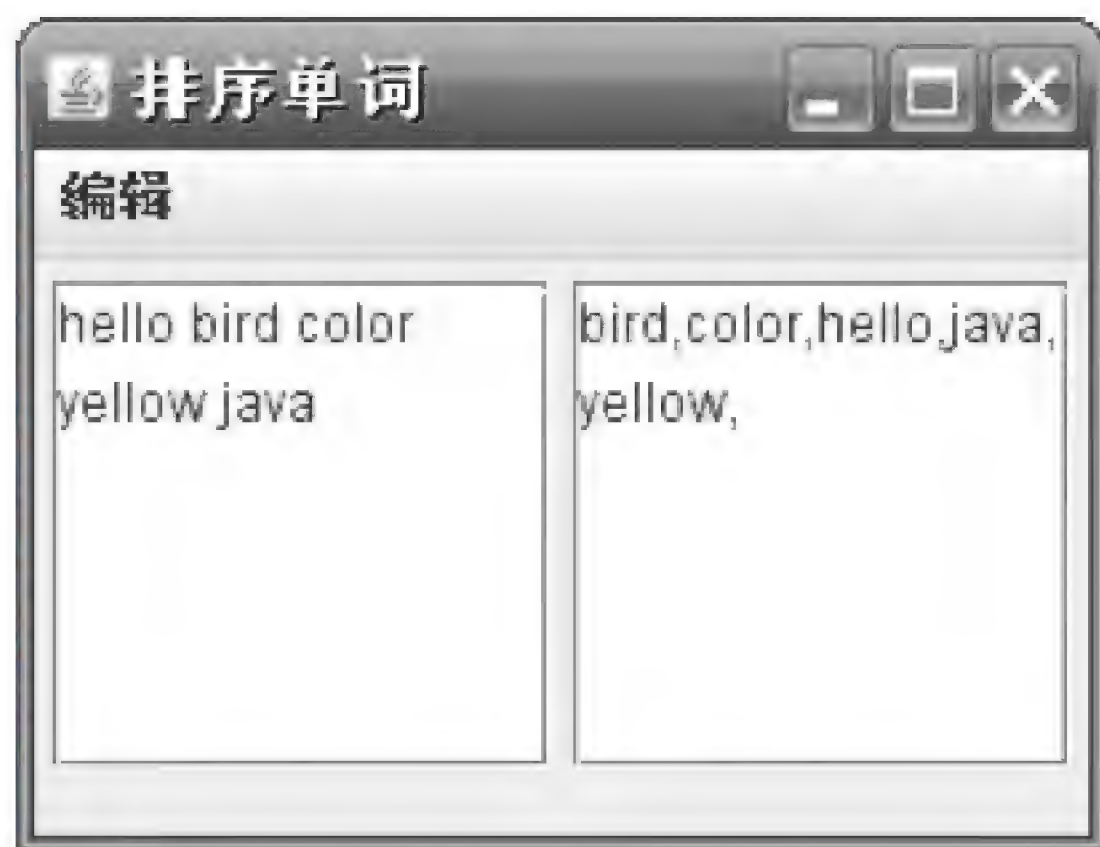 排序单词
编辑
hello bird color
yellow java
bird,color,hello,java,
yellow,